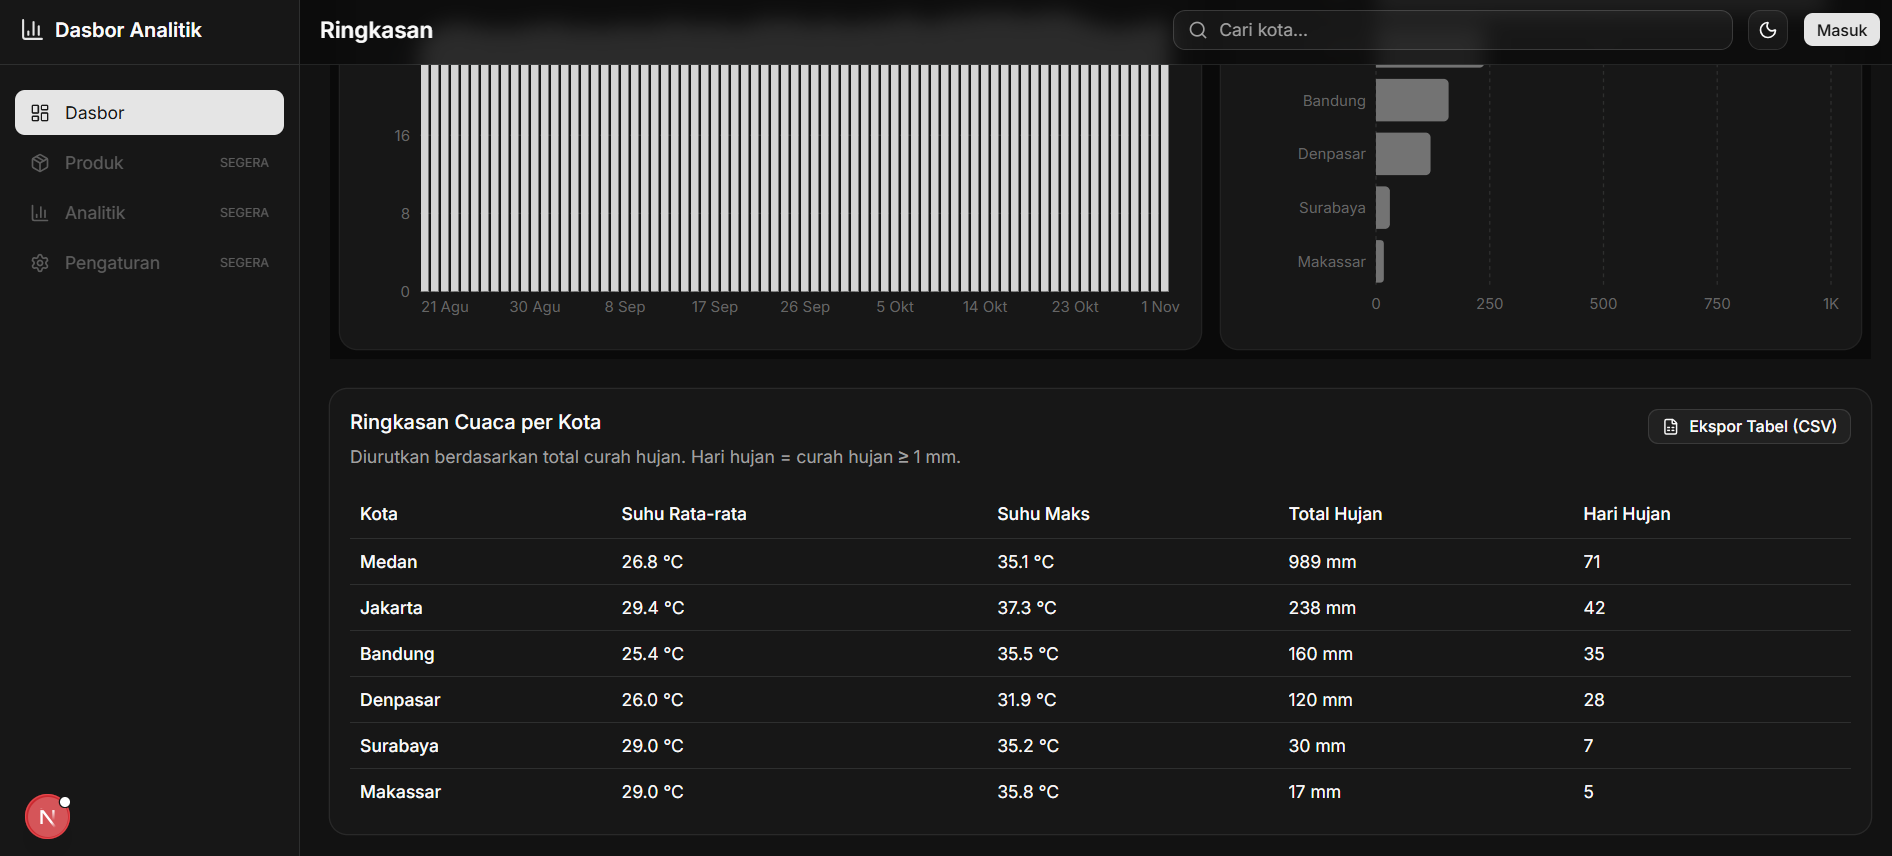 Dasbor Analitik
Dasbor
Produk SEGERA
Analitik SEGERA
Pengaturan SEGERA
Ringkasan
Cari kota...
Masuk
16
8
0
21 Agu 30 Agu 8 Sep 17 Sep 26 Sep 5 Okt 14 Okt 23 Okt 1 Nov
Bandung
Denpasar
Surabaya
Makassar
0 250 500 750 1K
Ringkasan Cuaca per Kota
Ekspor Tabel (CSV)
Diurutkan berdasarkan total curah hujan. Hari hujan = curah hujan ≥ 1 mm.
Kota Suhu Rata-rata Suhu Maks Total Hujan Hari Hujan
Medan 26.8 °C 35.1 °C 989 mm 71
Jakarta 29.4 °C 37.3 °C 238 mm 42
Bandung 25.4 °C 35.5 °C 160 mm 35
Denpasar 26.0 °C 31.9 °C 120 mm 28
Surabaya 29.0 °C 35.2 °C 30 mm 7
Makassar 29.0 °C 35.8 °C 17 mm 5
N